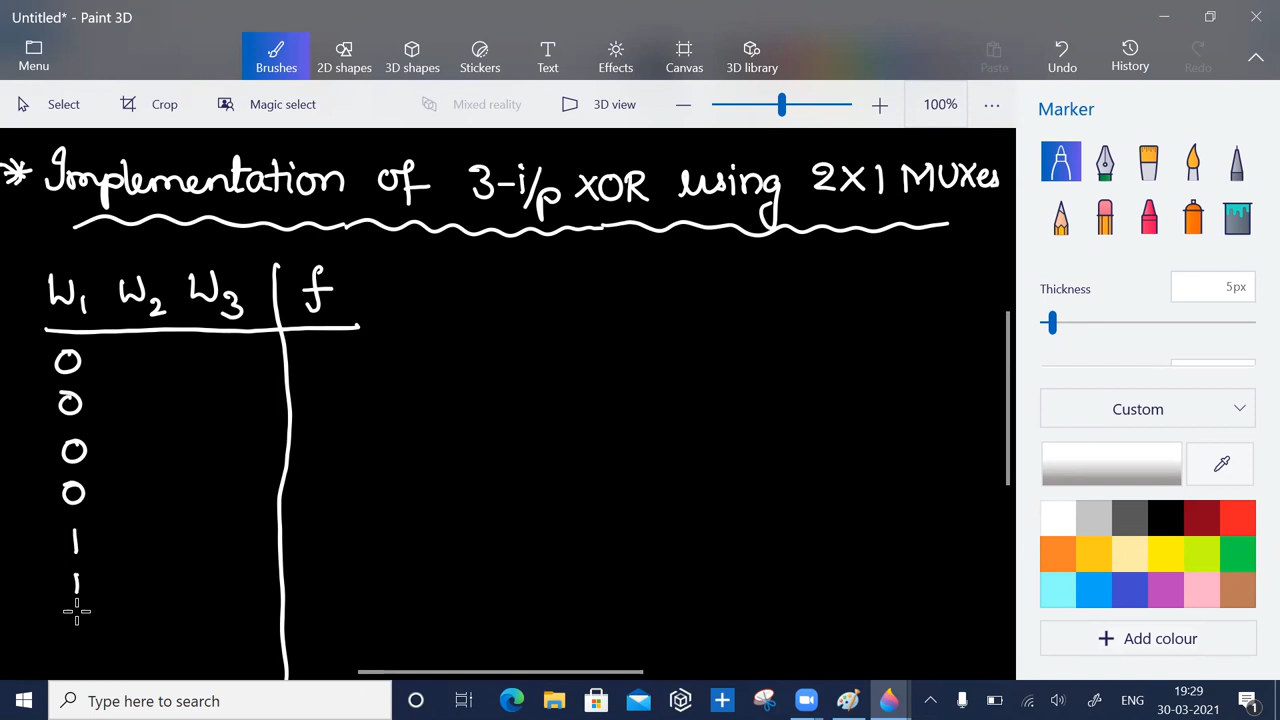 Untitled* - Paint 3D
Menu
Brushes
2D shapes
3D shapes
Stickers
Text
Effects
Canvas
3D library
Paste
Undo
History
Redo
Select
Crop
Magic select
Mixed reality
3D view
100%
Marker
* Implementation of 3-i/p XOR using 2X1 MUXes
W1 W2 W3 | f
0
0
0
0
1
1
Thickness
5px
Custom
+ Add colour
Type here to search
ENG
19:29
30-03-2021
1